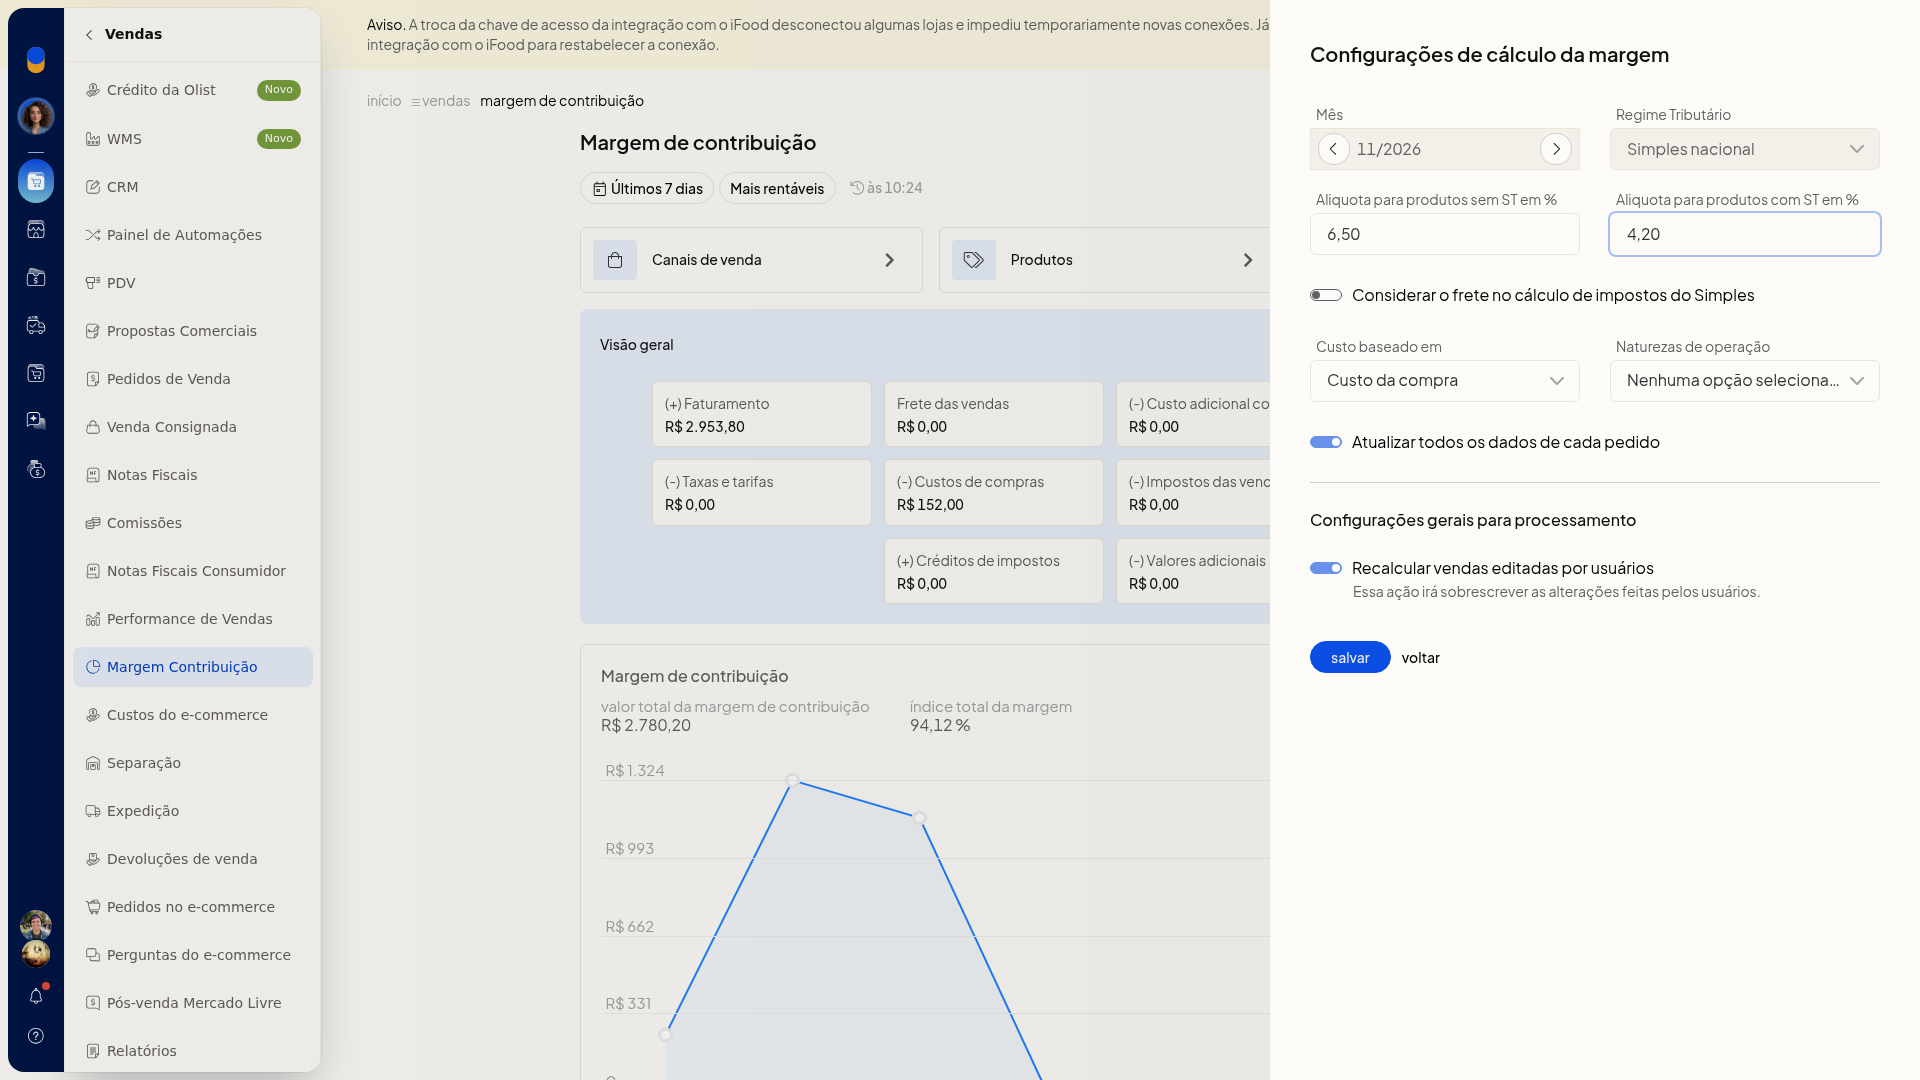 Vendas
Crédito da Olist
Novo
WMS
Novo
CRM
Painel de Automações
PDV
Propostas Comerciais
Pedidos de Venda
Venda Consignada
Notas Fiscais
Comissões
Notas Fiscais Consumidor
Performance de Vendas
Margem Contribuição
Custos do e-commerce
Separação
Expedição
Devoluções de venda
Pedidos no e-commerce
Perguntas do e-commerce
Pós-venda Mercado Livre
Relatórios
Aviso. A troca da chave de acesso da integração com o iFood desconectou algumas lojas e impediu temporariamente novas conexões. Já
integração com o iFood para restabelecer a conexão.
início vendas margem de contribuição
Margem de contribuição
Últimos 7 dias
Mais rentáveis
às 10:24
Canais de venda
Produtos
Visão geral
(+) Faturamento
R$ 2.953,80
Frete das vendas
R$ 0,00
(-) Custo adicional co
R$ 0,00
(-) Taxas e tarifas
R$ 0,00
(-) Custos de compras
R$ 152,00
(-) Impostos das vend
R$ 0,00
(+) Créditos de impostos
R$ 0,00
(-) Valores adicionais
R$ 0,00
Margem de contribuição
valor total da margem de contribuição
R$ 2.780,20
índice total da margem
94,12 %
R$ 1.324
R$ 993
R$ 662
R$ 331
Configurações de cálculo da margem
Mês
11/2026
Regime Tributário
Simples nacional
Aliquota para produtos sem ST em %
6,50
Aliquota para produtos com ST em %
4,20
Considerar o frete no cálculo de impostos do Simples
Custo baseado em
Custo da compra
Naturezas de operação
Nenhuma opção seleciona...
Atualizar todos os dados de cada pedido
Configurações gerais para processamento
Recalcular vendas editadas por usuários
Essa ação irá sobrescrever as alterações feitas pelos usuários.
salvar
voltar